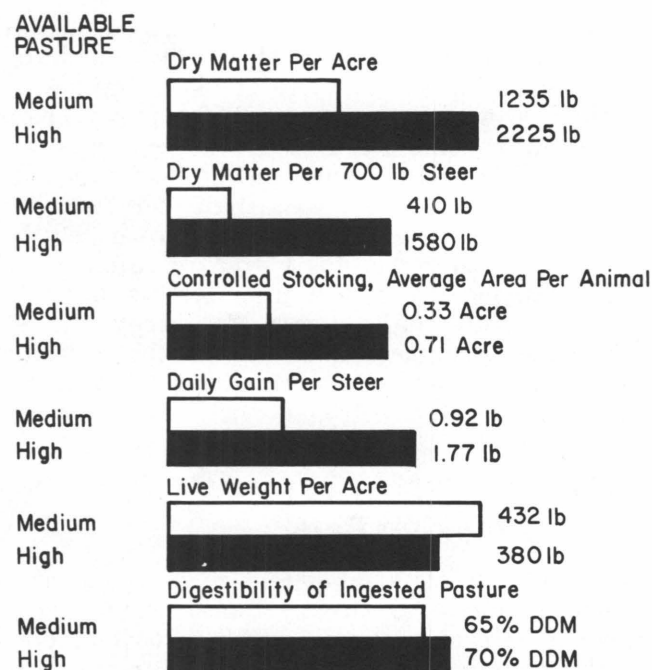 AVAILABLE
PASTURE
Dry Matter Per Acre
Medium 1235 lb
High 2225 lb
Dry Matter Per 700 lb Steer
Medium 410 lb
High 1580 lb
Controlled Stocking, Average Area Per Animal
Medium 0.33 Acre
High 0.71 Acre
Daily Gain Per Steer
Medium 0.92 lb
High 1.77 lb
Live Weight Per Acre
Medium 432 lb
High 380 lb
Digestibility of Ingested Pasture
Medium 65% DDM
High 70% DDM